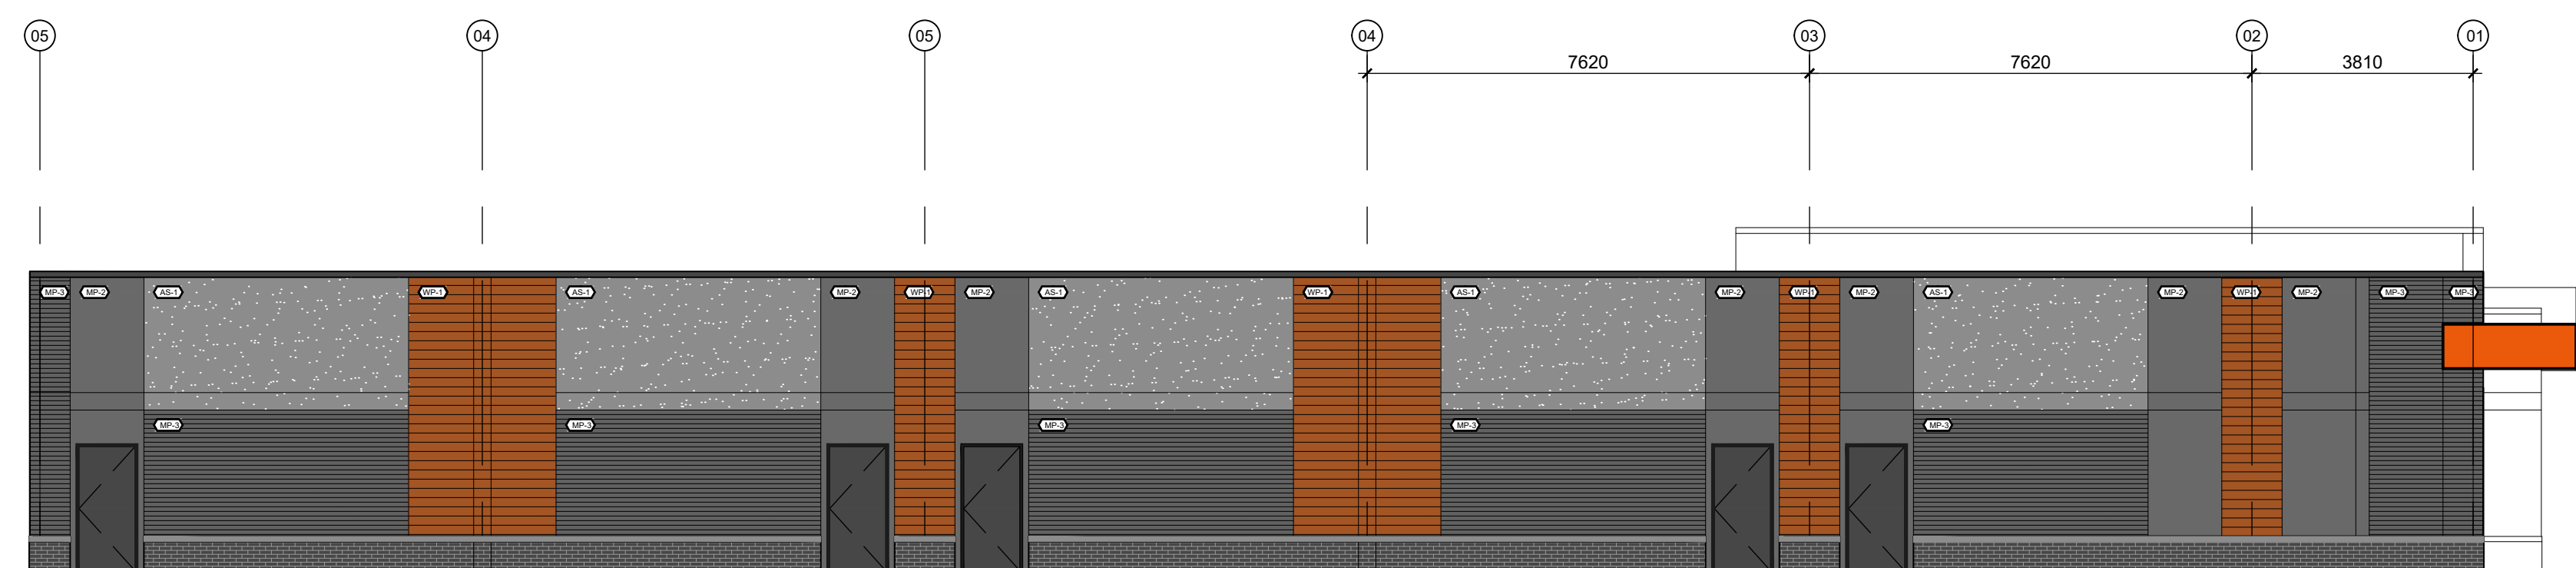 05 04 05 04 03 02 01
7620 7620 3810
MP-3 MP-2 AS-1 WP-1 AS-1 MP-2 WP-1 MP-2 AS-1 WP-1 AS-1 MP-2 WP-1 MP-2 AS-1 MP-2 WP-1 MP-2 MP-3 MP-3
MP-3 MP-3 MP-3 MP-3 MP-3